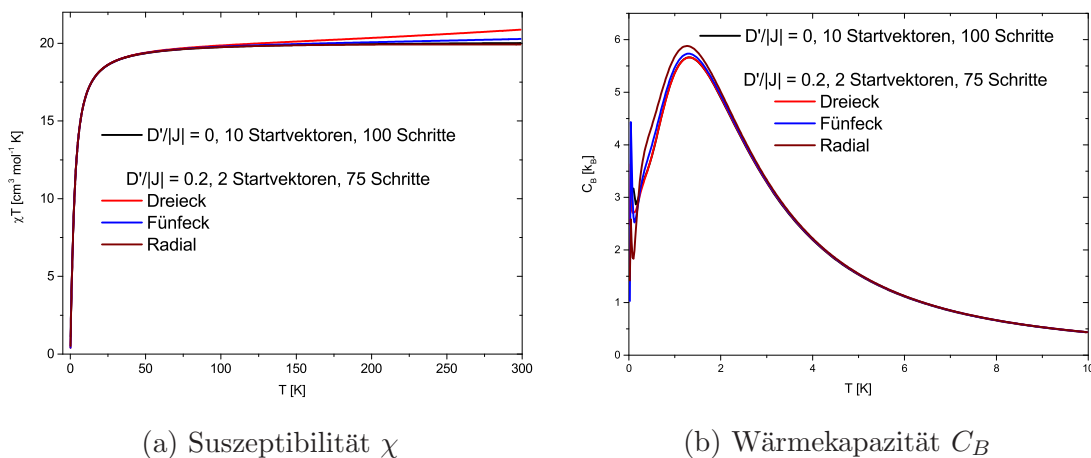 20
15
10
5
0
χT [cm³ mol⁻¹ K]
D'/|J| = 0, 10 Startvektoren, 100 Schritte
D'/|J| = 0.2, 2 Startvektoren, 75 Schritte
Dreieck
Fünfeck
Radial
0 50 100 150 200 250 300
T [K]
(a) Suszeptibilität χ
6
5
4
3
2
1
0
C_B [k_B]
D'/|J| = 0, 10 Startvektoren, 100 Schritte
D'/|J| = 0.2, 2 Startvektoren, 75 Schritte
Dreieck
Fünfeck
Radial
0 2 4 6 8 10
T [K]
(b) Wärmekapazität C_B